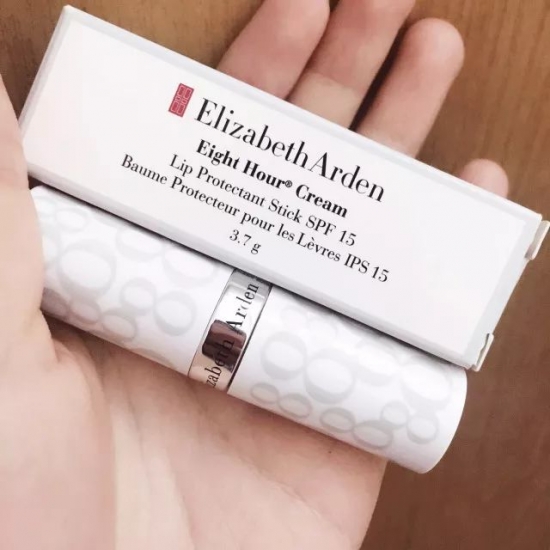 Elizabeth Arden
Eight Hour® Cream
Lip Protectant Stick SPF 15
Baume Protecteur pour les Lèvres IPS 15
3.7 g
Arden